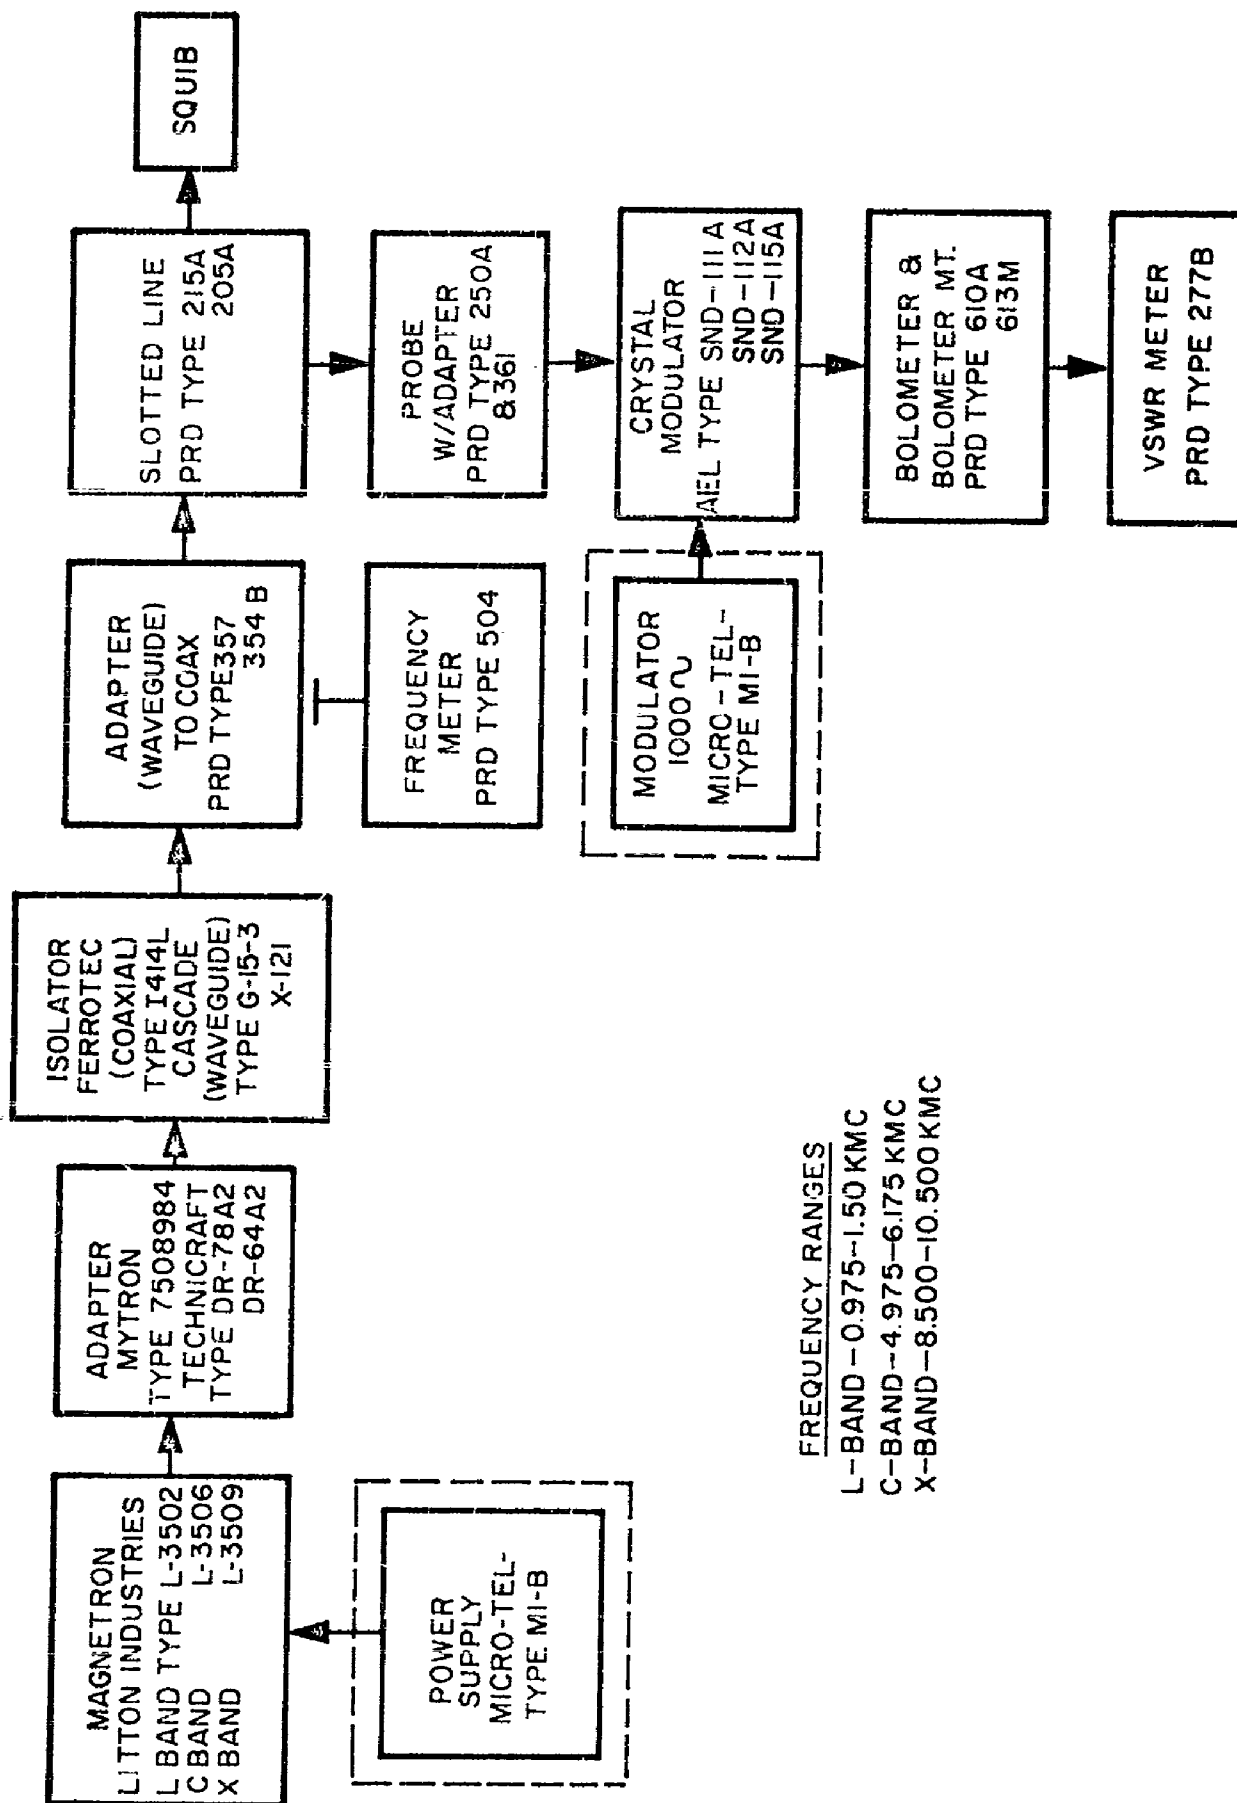 MAGNETRON
LITTON INDUSTRIES
L BAND TYPE L-3502
C BAND L-3506
X BAND L-3509
POWER
SUPPLY
MICRO-TEL-
TYPE M1-B
ADAPTER
MYTRON
TYPE 7508984
TECHNICRAFT
TYPE DR-78A2
DR-64A2
ISOLATOR
FERROTEC
(COAXIAL)
TYPE I414L
CASCADE
(WAVEGUIDE)
TYPE G-15-3
X-121
ADAPTER
(WAVEGUIDE)
TO COAX
PRD TYPE357
354 B
FREQUENCY
METER
PRD TYPE 504
SLOTTED LINE
PRD TYPE 215A
205A
SQUIB
PROBE
W/ADAPTER
PRD TYPE 250A
&361
MODULATOR
1000∿
MICRO-TEL-
TYPE M1-B
CRYSTAL
MODULATOR
AEL TYPE SND-111A
SND-112A
SND-115A
BOLOMETER &
BOLOMETER MT.
PRD TYPE 610A
613M
VSWR METER
PRD TYPE 277B
FREQUENCY RANGES
L-BAND-0.975-1.50 KMC
C-BAND-4.975-6.175 KMC
X-BAND-8.500-10.500 KMC